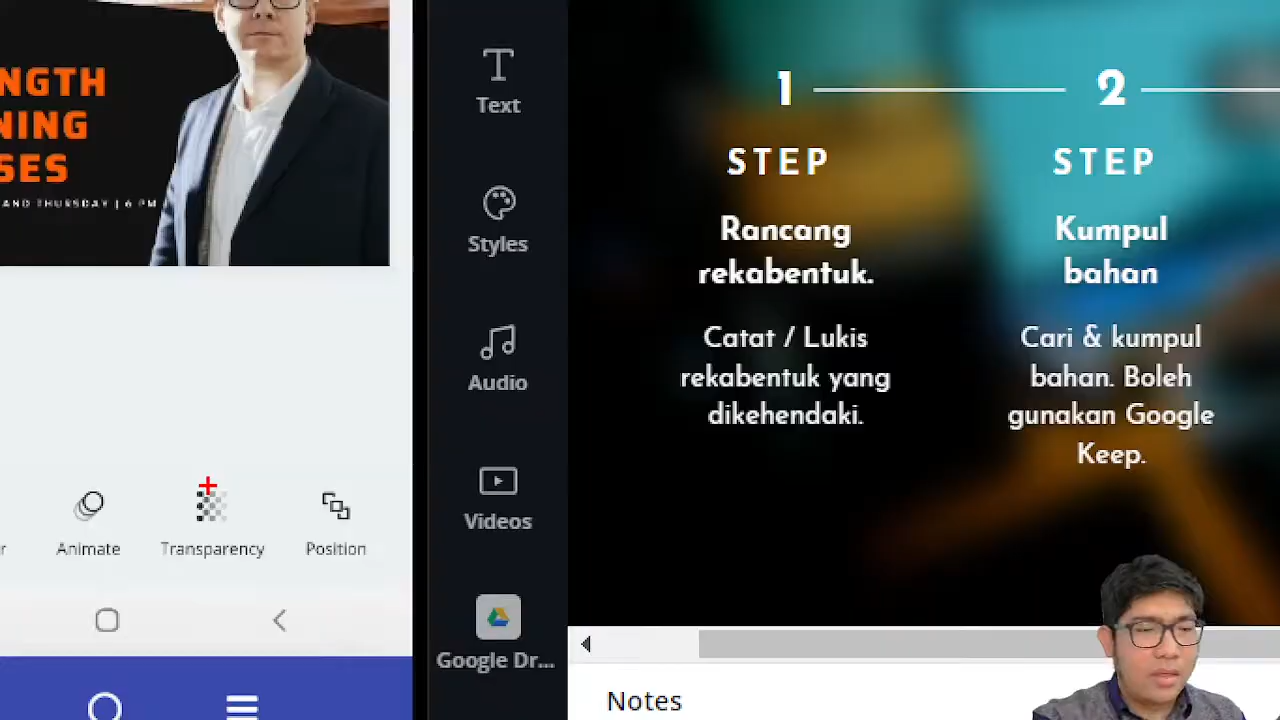 NGTH
NING
SES
AND THURSDAY | 6 PM
r
Animate
Transparency
Position
Text
Styles
Audio
Videos
Google Dr...
1
STEP
Rancang
rekabentuk.
Catat / Lukis
rekabentuk yang
dikehendaki.
2
STEP
Kumpul
bahan
Cari & kumpul
bahan. Boleh
gunakan Google
Keep.
Notes